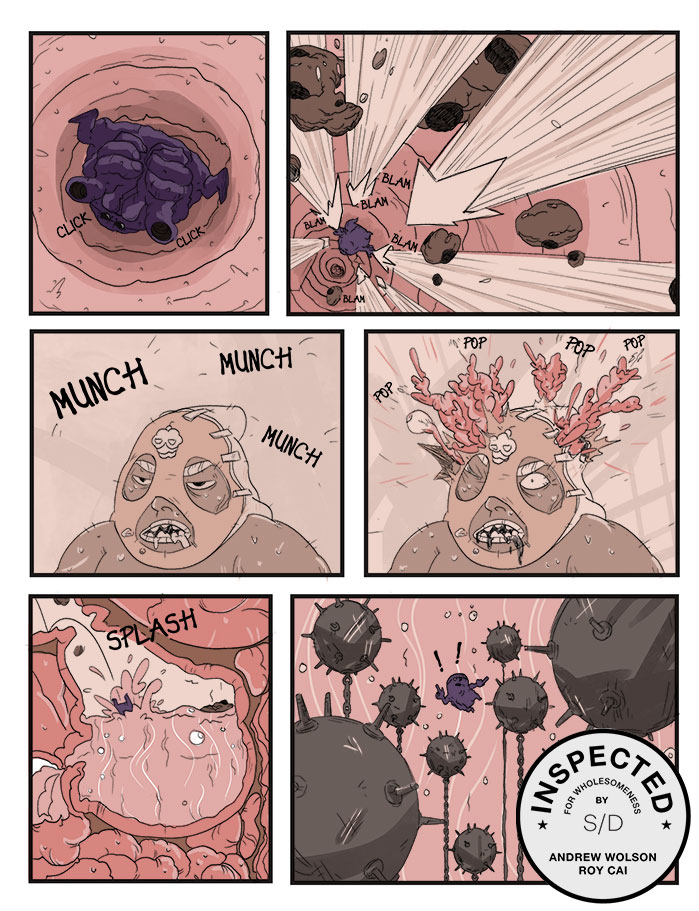 CLICK
CLICK
BLAM
BLAM
BLAM
BLAM
BLAM
MUNCH
MUNCH
MUNCH
POP
POP
POP
POP
SPLASH
!!
INSPECTED
FOR WHOLESOMENESS
BY
S/D
ANDREW WOLSON
ROY CAI